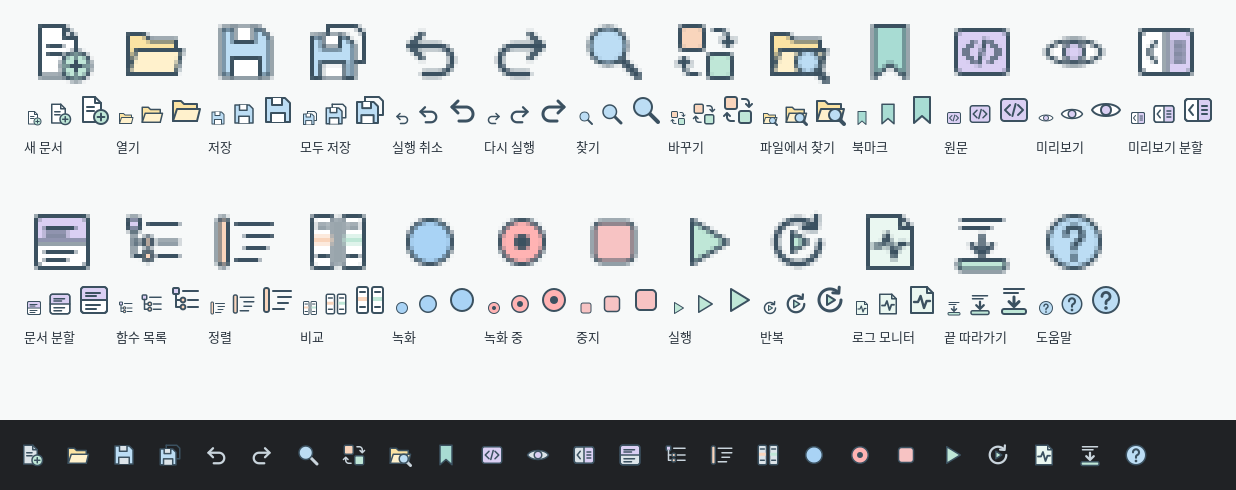 새 문서 열기 저장 모두 저장 실행 취소 다시 실행 찾기 바꾸기 파일에서 찾기 북마크 원문 미리보기 미리보기 분할
문서 분할 함수 목록 정렬 비교 녹화 녹화 중 중지 실행 반복 로그 모니터 끝 따라가기 도움말